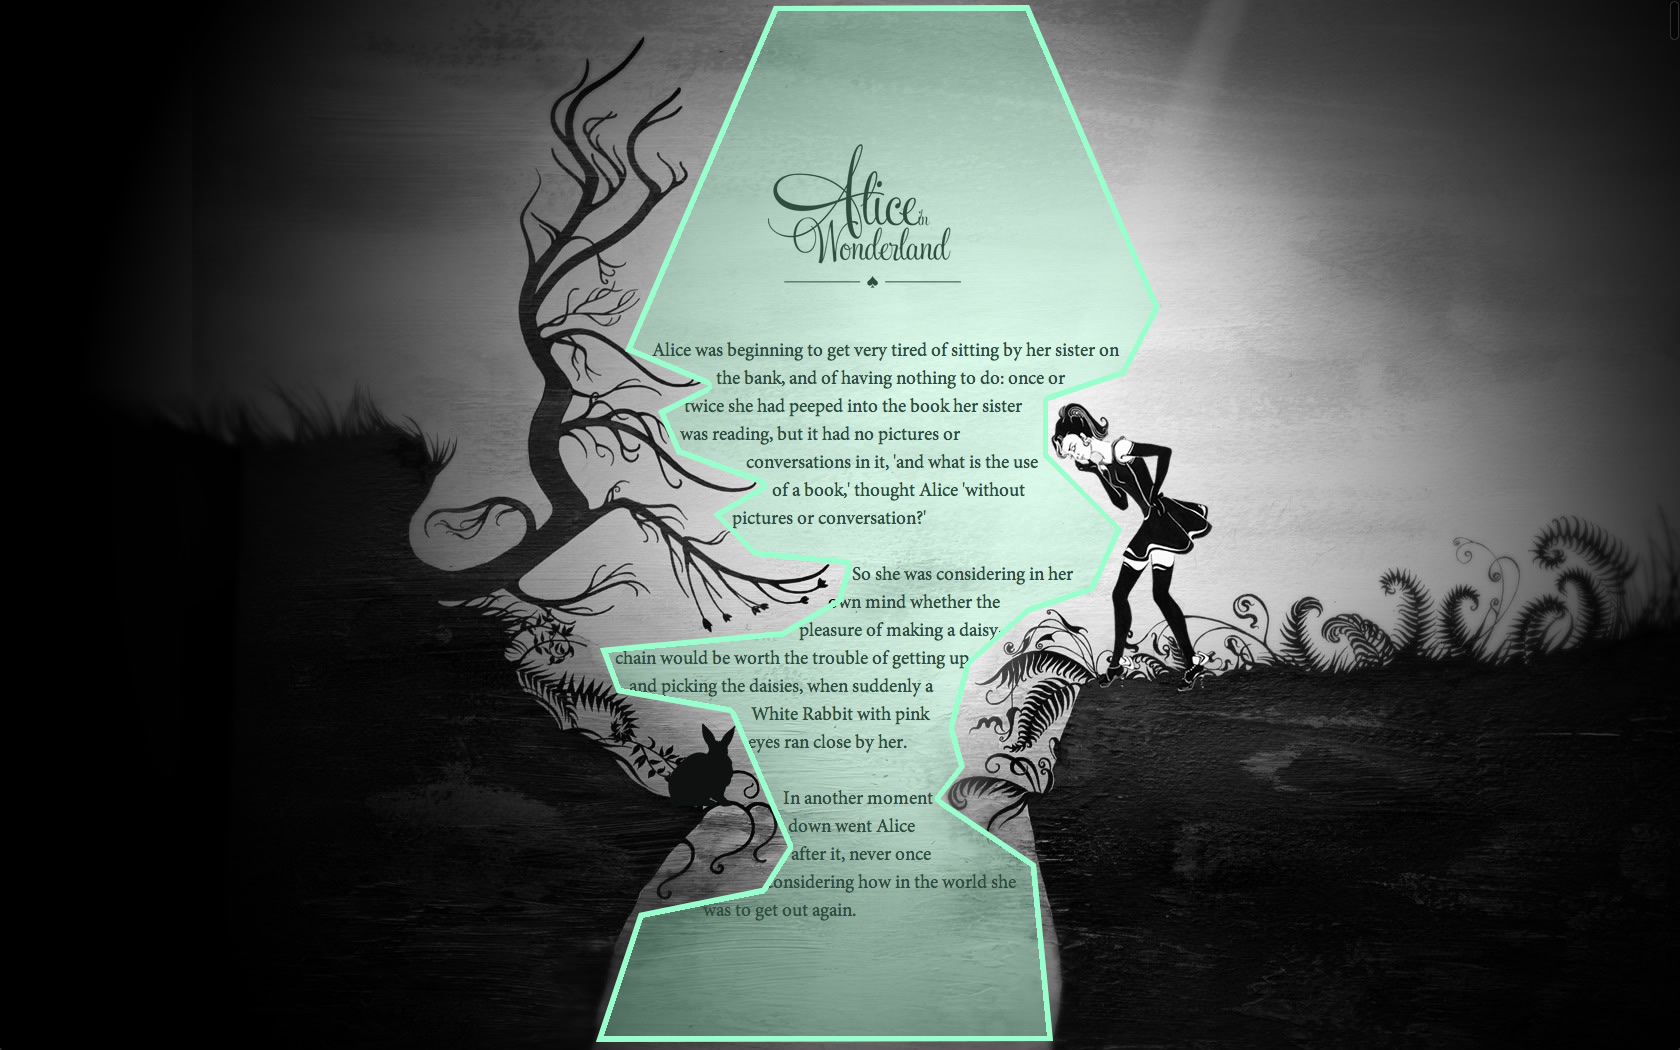 Alice in
Wonderland
Alice was beginning to get very tired of sitting by her sister on
the bank, and of having nothing to do: once or
twice she had peeped into the book her sister
was reading, but it had no pictures or
conversations in it, 'and what is the use
of a book,' thought Alice 'without
pictures or conversation?'
So she was considering in her
own mind whether the
pleasure of making a daisy-
chain would be worth the trouble of getting up
and picking the daisies, when suddenly a
White Rabbit with pink
eyes ran close by her.
In another moment
down went Alice
after it, never once
considering how in the world she
was to get out again.